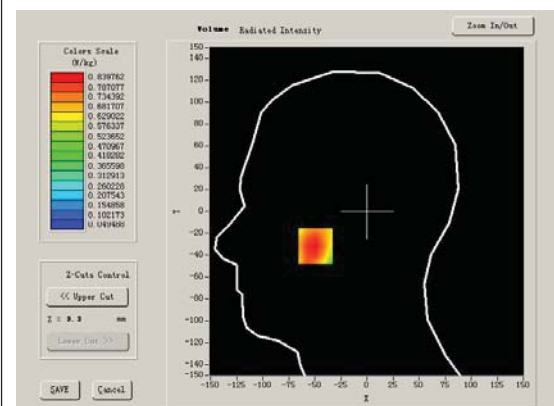 Volume Radiated Intensity
Zoom In/Out
Colors Scale
(W/kg)
0.839762
0.787077
0.734392
0.681707
0.629022
0.576337
0.523652
0.470967
0.418282
0.365598
0.312913
0.260228
0.207543
0.154858
0.102173
0.049488
Z-Cuts Control
<< Upper Cut
mm
Lower Cut >>
SAVE
Cancel
150
140
120
100
80
60
40
20
0
-20
-40
-60
-80
-100
-120
-140
-150
Y
-150 -125 -100 -75 -50 -25 0 25 50 75 100 125 150
X